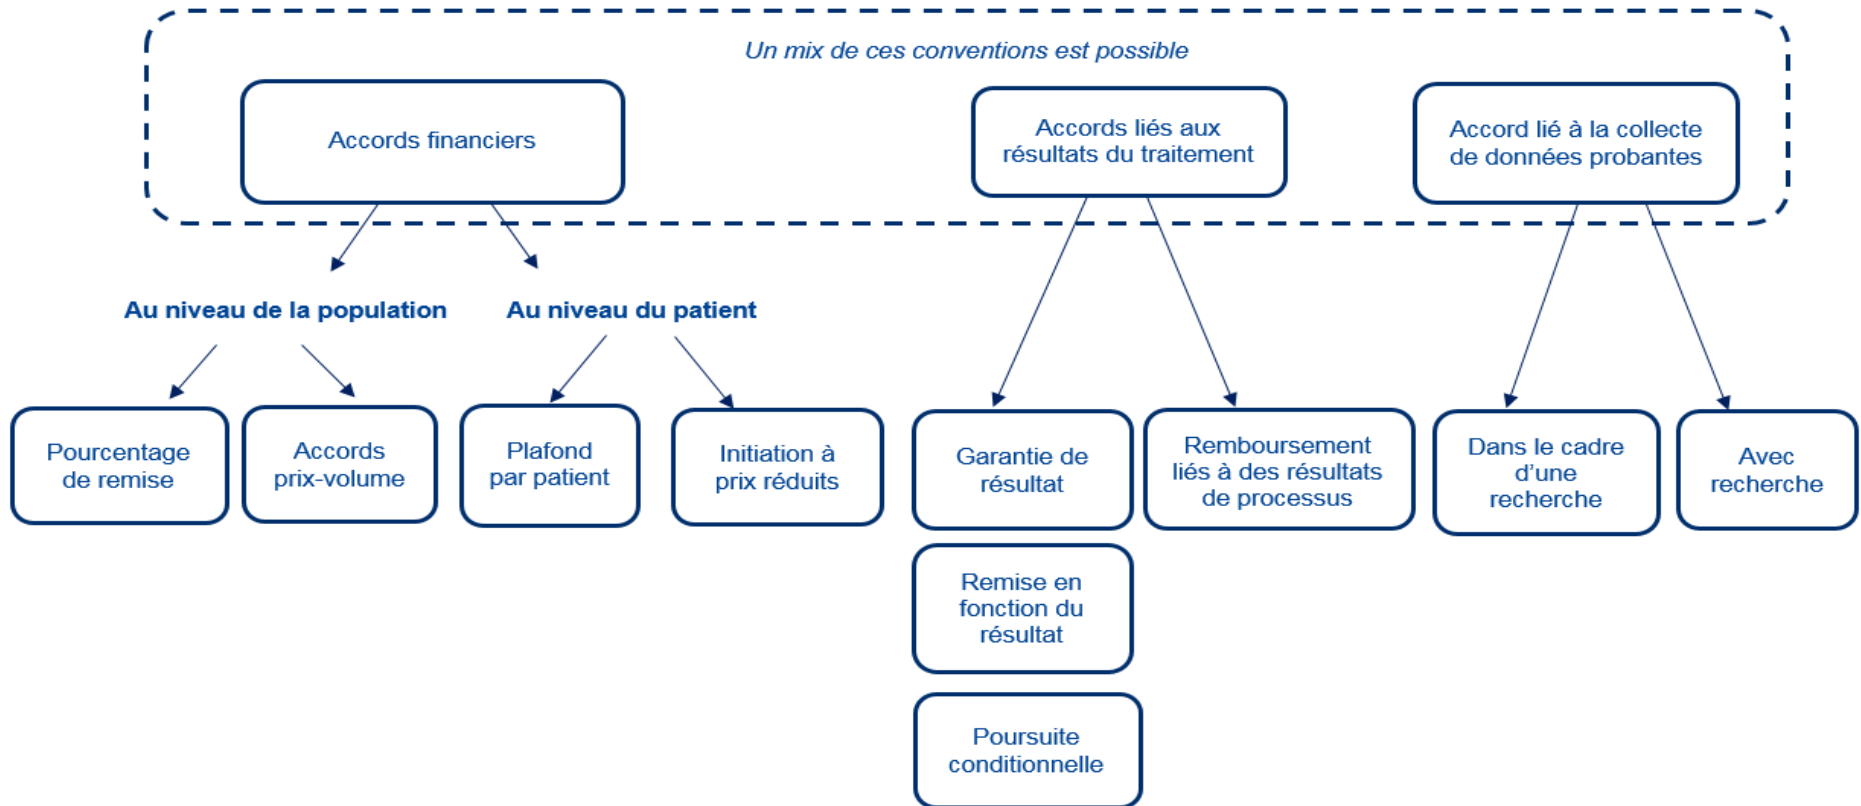 Un mix de ces conventions est possible
Accords financiers
Accords liés aux
résultats du traitement
Accord lié à la collecte
de données probantes
Au niveau de la population
Au niveau du patient
Pourcentage
de remise
Accords
prix-volume
Plafond
par patient
Initiation à
prix réduits
Garantie de
résultat
Remboursement
liés à des résultats
de processus
Dans le cadre
d’une
recherche
Avec
recherche
Remise en
fonction du
résultat
Poursuite
conditionnelle